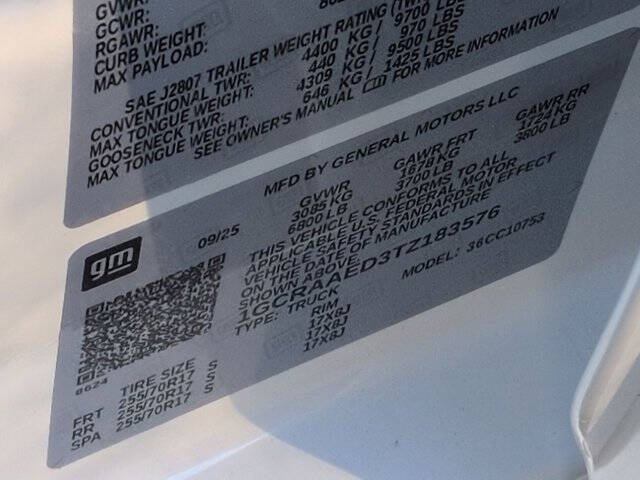 GVWR:
GCWR:
RGAWR:
CURB WEIGHT:
MAX PAYLOAD:
SAE J2807 TRAILER WEIGHT RATING
CONVENTIONAL TWR: 4400 KG / 9700 LBS
MAX TONGUE WEIGHT: 440 KG / 970 LBS
GOOSENECK TWR: 4309 KG / 9500 LBS
MAX TONGUE WEIGHT: 646 KG / 1425 LBS
SEE OWNER'S MANUAL FOR MORE INFORMATION
gm
09/25
MFD BY GENERAL MOTORS LLC
GVWR GAWR FRT GAWR RR
3085 KG 1678 KG 1724 KG
6800 LB 3700 LB 3800 LB
THIS VEHICLE CONFORMS TO ALL
APPLICABLE U.S. FEDERAL MOTOR
VEHICLE SAFETY STANDARDS IN EFFECT
ON THE DATE OF MANUFACTURE
SHOWN ABOVE.
1GCRAAED3TZ183576
TYPE: TRUCK MODEL: 36CC10753
0624
TIRE SIZE RIM
FRT 255/70R17 S 17X8J
RR 255/70R17 S 17X8J
SPA 255/70R17 S 17X8J